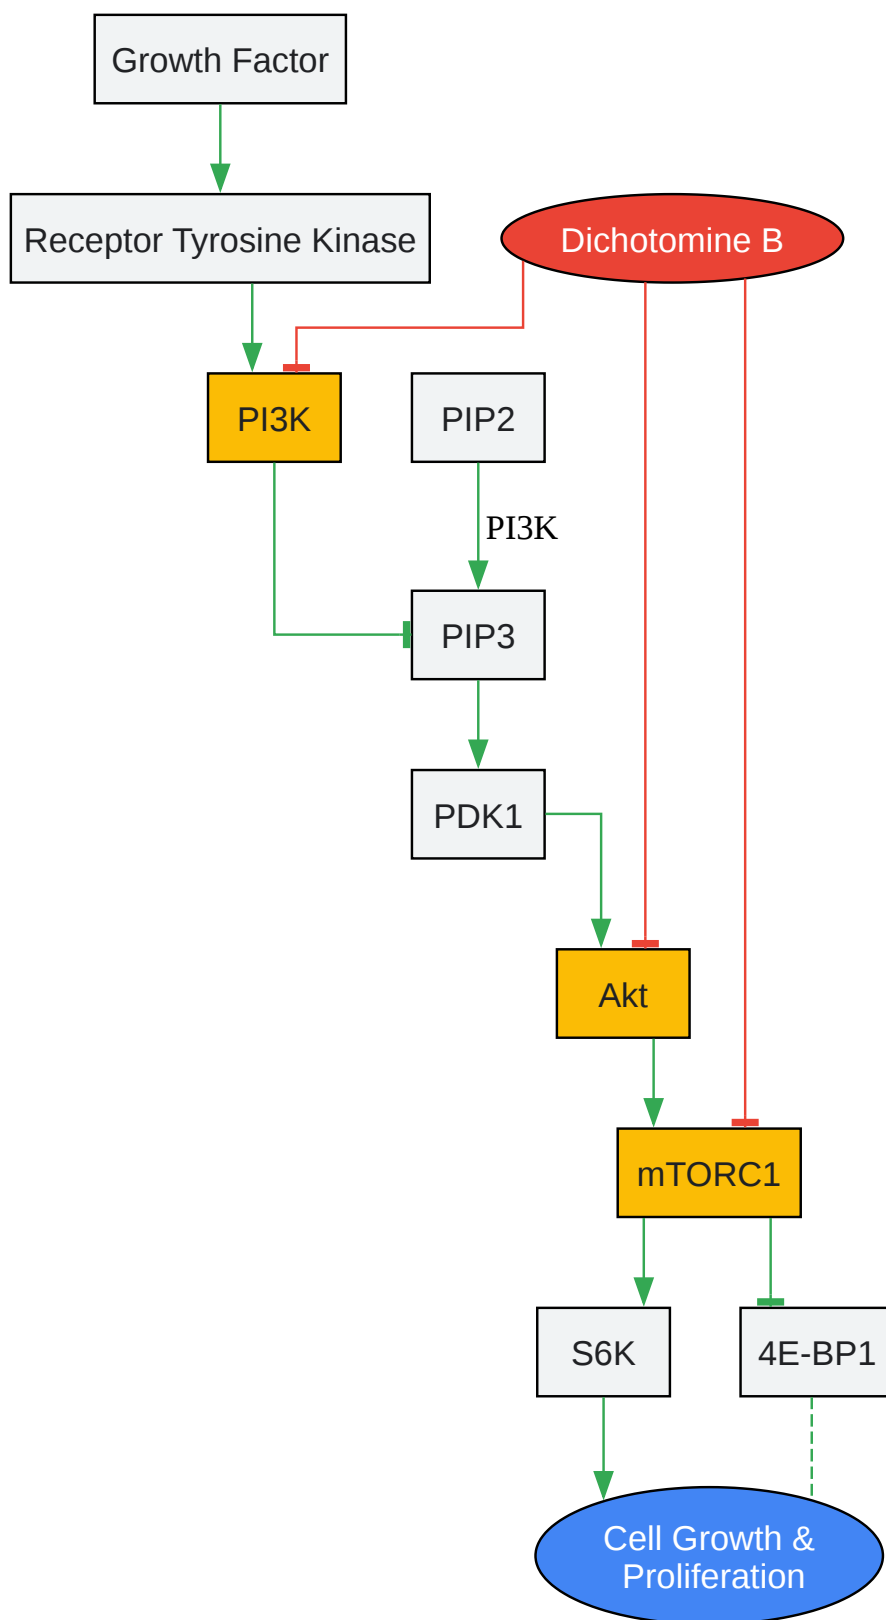 Growth Factor
Receptor Tyrosine Kinase
Dichotomine B
PI3K
PIP2
PI3K
PIP3
PDK1
Akt
mTORC1
S6K
4E-BP1
Cell Growth &
Proliferation